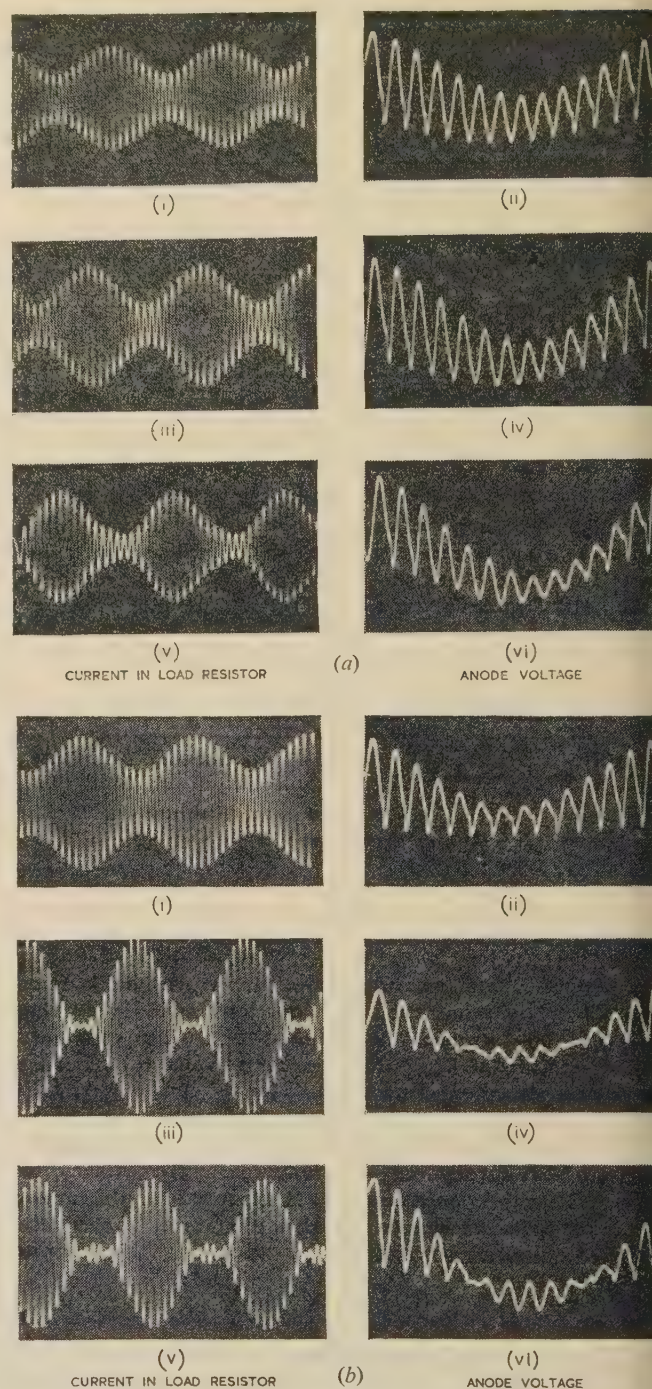 (i) (ii)
(iii) (iv)
(v) (vi)
CURRENT IN LOAD RESISTOR (a) ANODE VOLTAGE
(i) (ii)
(iii) (iv)
(v) (vi)
CURRENT IN LOAD RESISTOR (b) ANODE VOLTAGE